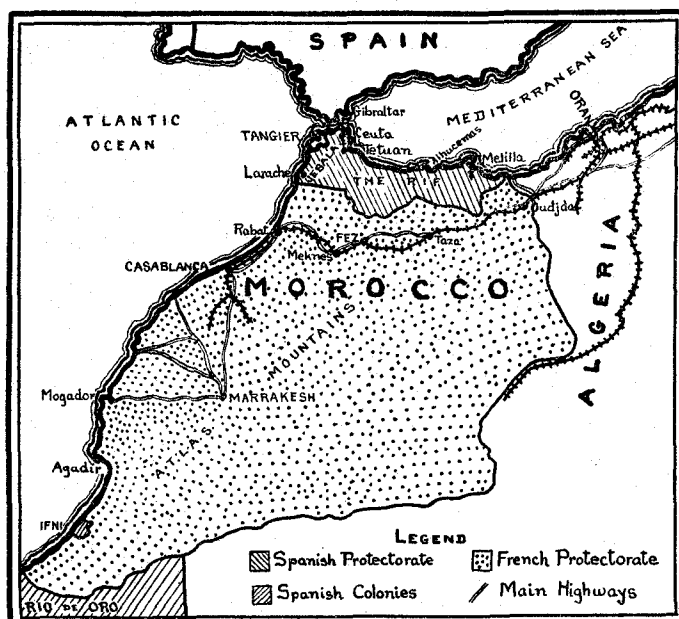 SPAIN
MEDITERRANEAN SEA
ATLANTIC
OCEAN
Gibraltar
TANGIER
Ceuta
Tetuan
ORAN
Alhucemas
Melilla
Larache
JEBALA
THE RIF
Oudjda
Rabat
FEZ
Taza
Meknes
CASABLANCA
MOROCCO
ALGERIA
ATLAS MOUNTAINS
Mogador
MARRAKESH
Agadir
IFNI
LEGEND
Spanish Protectorate
French Protectorate
Spanish Colonies
Main Highways
RIO DE ORO